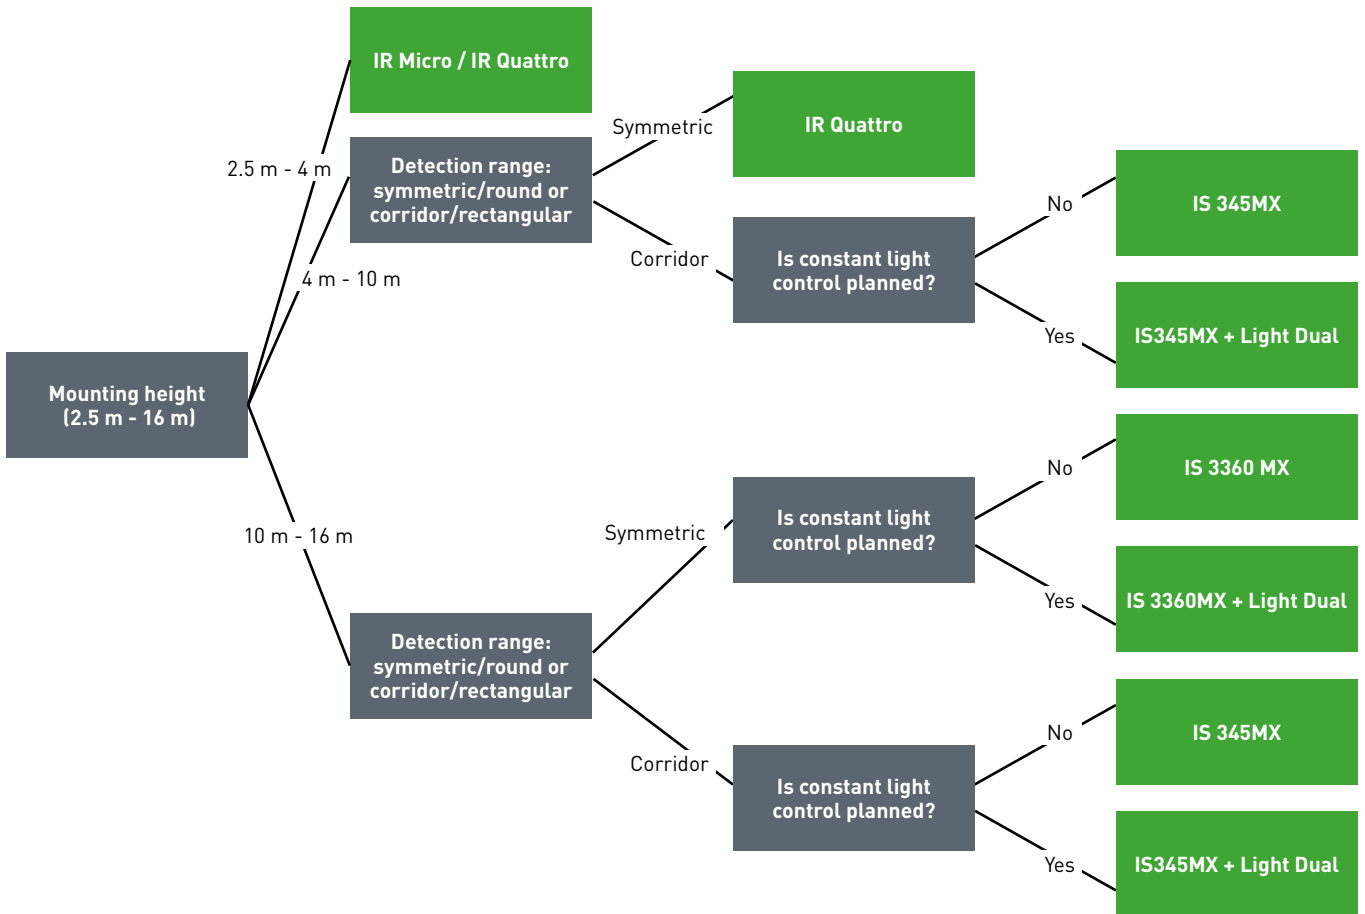 IR Micro / IR Quattro
2.5 m - 4 m
Detection range:
symmetric/round or
corridor/rectangular
Symmetric
IR Quattro
4 m - 10 m
Corridor
Is constant light
control planned?
No
IS 345MX
Yes
IS345MX + Light Dual
Mounting height
(2.5 m - 16 m)
10 m - 16 m
Detection range:
symmetric/round or
corridor/rectangular
Symmetric
Is constant light
control planned?
No
IS 3360 MX
Yes
IS 3360MX + Light Dual
Corridor
Is constant light
control planned?
No
IS 345MX
Yes
IS345MX + Light Dual